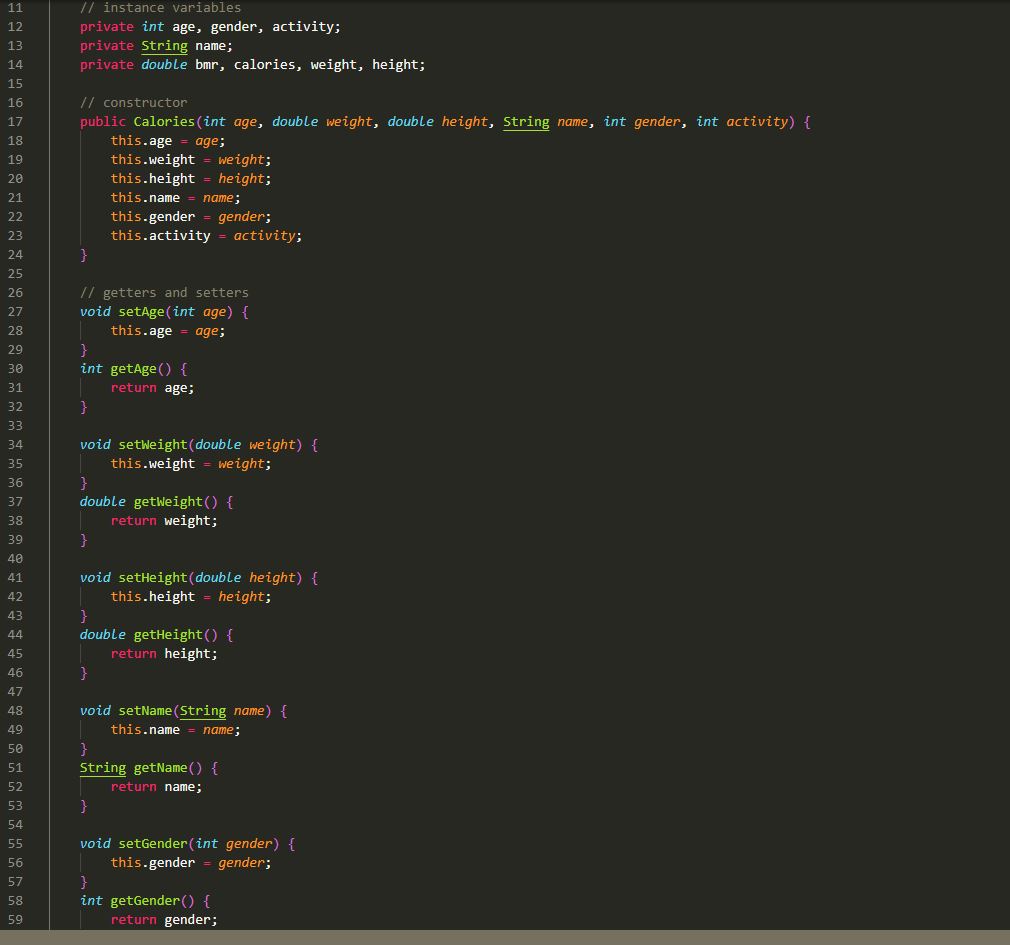 11 // instance variables
12 private int age, gender, activity;
13 private String name;
14 private double bmr, calories, weight, height;
15
16 // constructor
17 public Calories(int age, double weight, double height, String name, int gender, int activity) {
18 this.age = age;
19 this.weight = weight;
20 this.height = height;
21 this.name = name;
22 this.gender = gender;
23 this.activity = activity;
24 }
25
26 // getters and setters
27 void setAge(int age) {
28 this.age = age;
29 }
30 int getAge() {
31 return age;
32 }
33
34 void setWeight(double weight) {
35 this.weight = weight;
36 }
37 double getWeight() {
38 return weight;
39 }
40
41 void setHeight(double height) {
42 this.height = height;
43 }
44 double getHeight() {
45 return height;
46 }
47
48 void setName(String name) {
49 this.name = name;
50 }
51 String getName() {
52 return name;
53 }
54
55 void setGender(int gender) {
56 this.gender = gender;
57 }
58 int getGender() {
59 return gender;